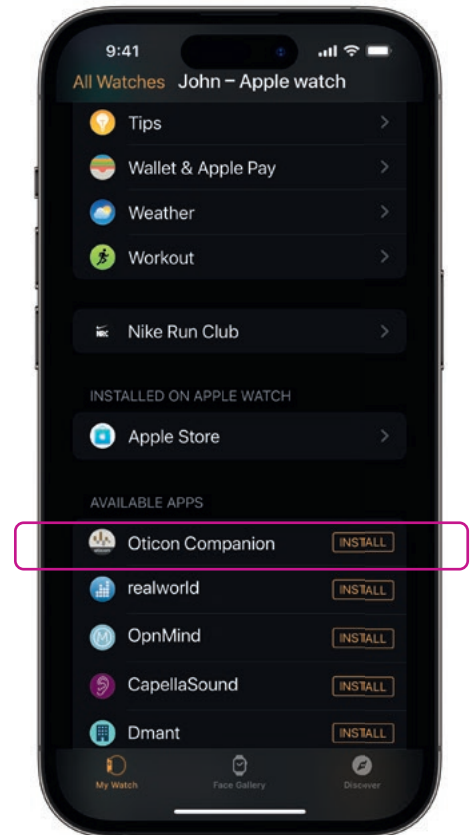 9:41
All Watches John – Apple watch
Tips
Wallet & Apple Pay
Weather
Workout
NRC Nike Run Club
INSTALLED ON APPLE WATCH
Apple Store
AVAILABLE APPS
Oticon Companion INSTALL
realworld INSTALL
OpnMind INSTALL
CapellaSound INSTALL
Dmant INSTALL
My Watch Face Gallery Discover